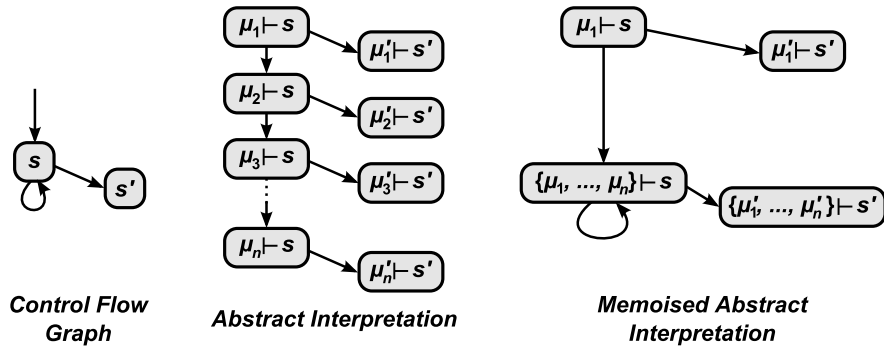 s
s'
Control Flow
Graph
μ₁⊢s
μ₁'⊢s'
μ₂⊢s
μ₂'⊢s'
μ₃⊢s
μ₃'⊢s'
μₙ⊢s
μₙ'⊢s'
Abstract Interpretation
μ₁⊢s
μ₁'⊢s'
{μ₁, ..., μₙ}⊢s
{μ₁', ..., μₙ'}⊢s'
Memoised Abstract
Interpretation